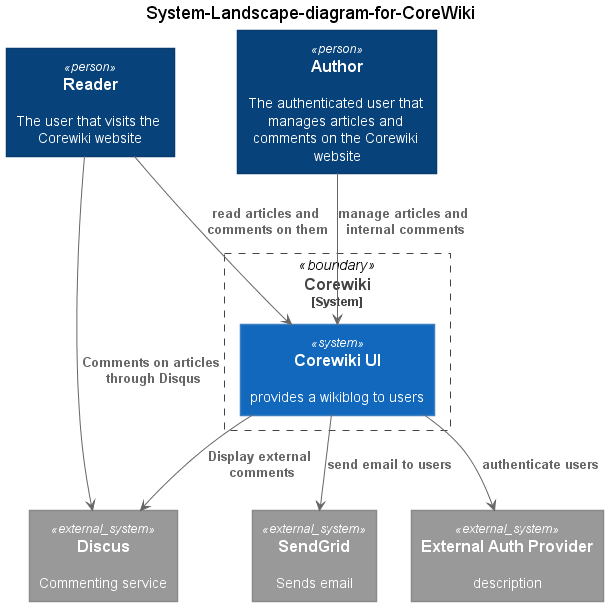 System-Landscape-diagram-for-CoreWiki
«person»
Reader
The user that visits the
Corewiki website
«person»
Author
The authenticated user that
manages articles and
comments on the Corewiki
website
read articles and
comments on them
manage articles and
internal comments
«boundary»
Corewiki
[System]
«system»
Corewiki UI
provides a wikiblog to users
Comments on articles
through Disqus
Display external
comments
send email to users
authenticate users
«external_system»
Discus
Commenting service
«external_system»
SendGrid
Sends email
«external_system»
External Auth Provider
description